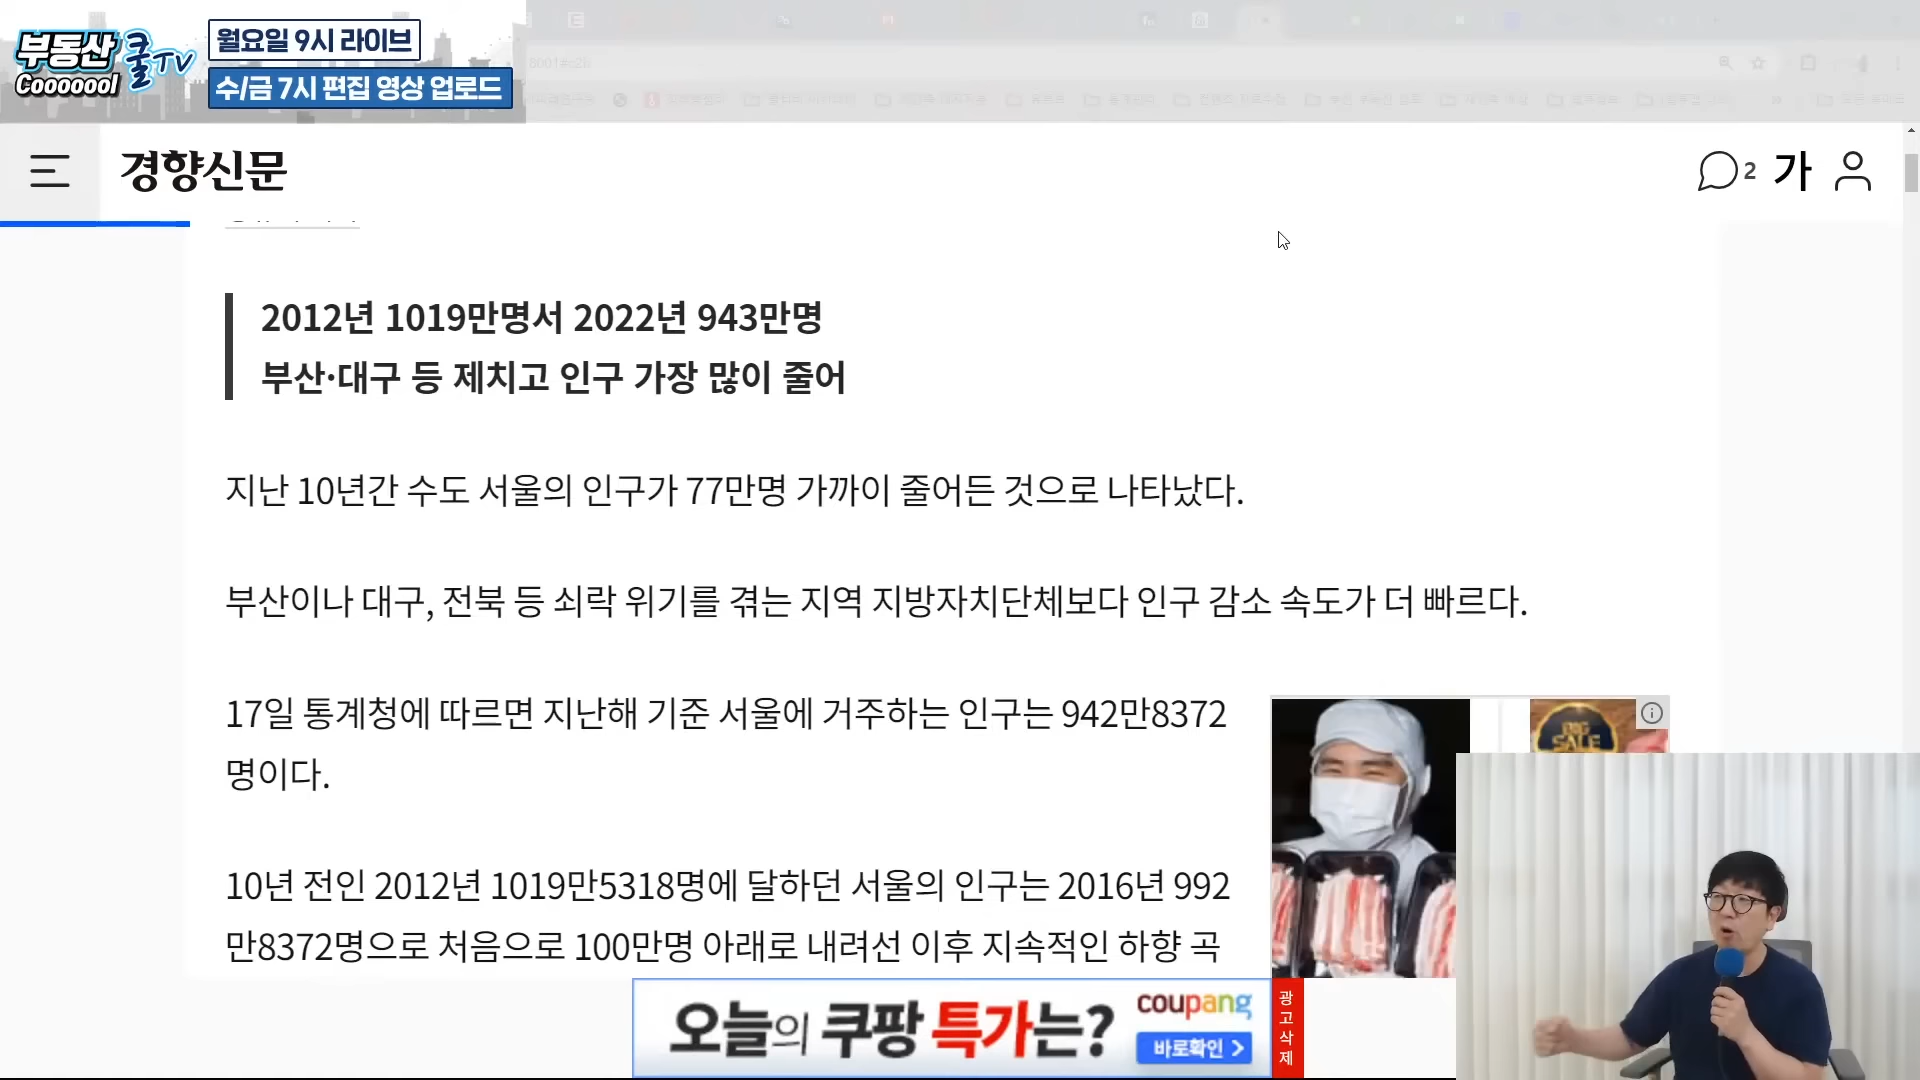 부동산
Cooooool
쿨TV
월요일 9시 라이브
수/금 7시 편집 영상 업로드
경향신문
2
가
2012년 1019만명서 2022년 943만명
부산·대구 등 제치고 인구 가장 많이 줄어
지난 10년간 수도 서울의 인구가 77만명 가까이 줄어든 것으로 나타났다.
부산이나 대구, 전북 등 쇠락 위기를 겪는 지역 지방자치단체보다 인구 감소 속도가 더 빠르다.
17일 통계청에 따르면 지난해 기준 서울에 거주하는 인구는 942만8372
명이다.
BIG
SALE
10년 전인 2012년 1019만5318명에 달하던 서울의 인구는 2016년 992
만8372명으로 처음으로 100만명 아래로 내려선 이후 지속적인 하향 곡
오늘의 쿠팡 특가는?
coupang
바로확인 >
광고삭제